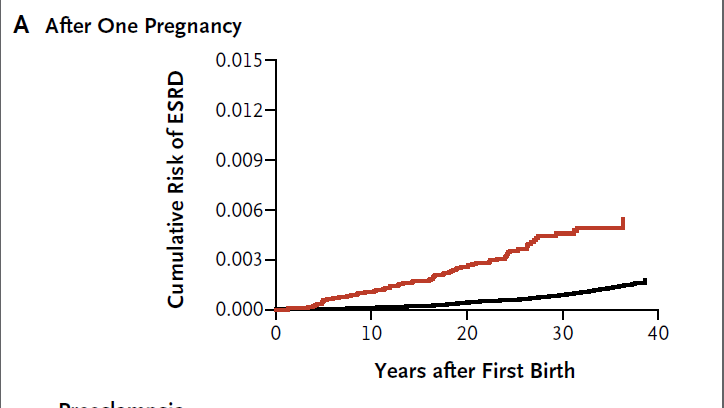 A After One Pregnancy
0.015
0.012
0.009
0.006
0.003
0.000
Cumulative Risk of ESRD
0 10 20 30 40
Years after First Birth